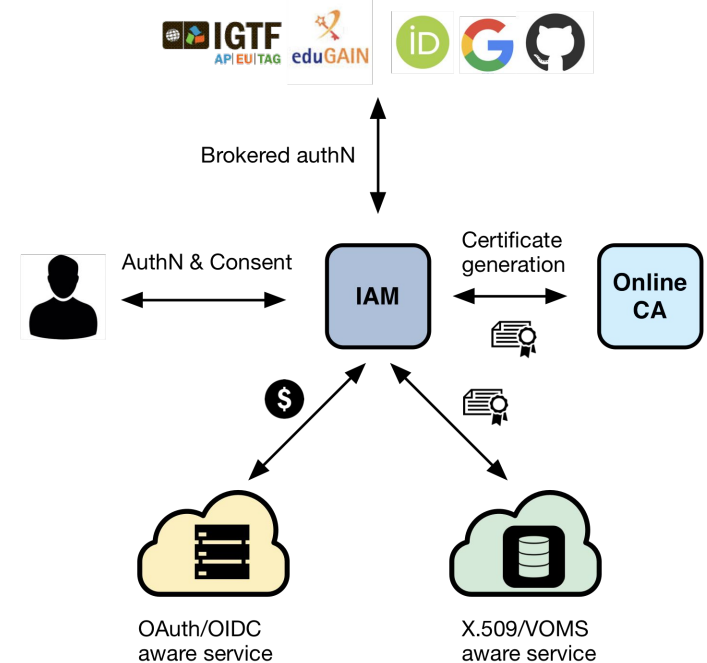 IGTF
AP|EU|TAG
eduGAIN
iD
G
Brokered authN
AuthN & Consent
IAM
Certificate
generation
Online
CA
$
OAuth/OIDC
aware service
X.509/VOMS
aware service